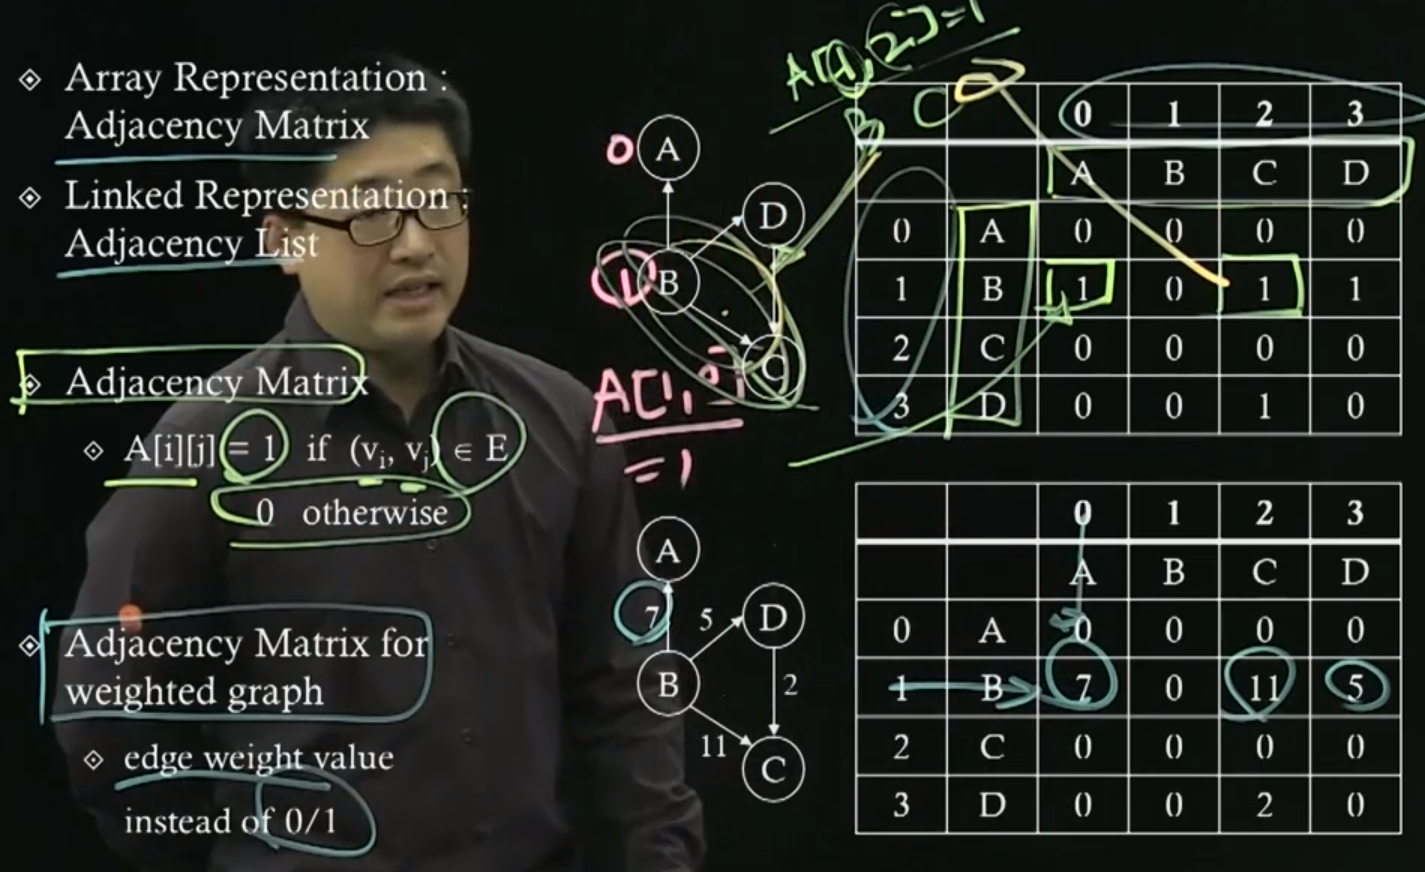 Array Representation :
Adjacency Matrix
Linked Representation :
Adjacency List
Adjacency Matrix
A[i][j] = 1 if (vi, vj) ∈ E
0 otherwise
Adjacency Matrix for
weighted graph
edge weight value
instead of 0/1
0 A
D
1 B
C
A[1,0]
=1
A
7 5 D
B 2
11 C
A[1,2]=1
B C
0 1 2 3
A B C D
0 A 0 0 0 0
1 B 1 0 1 1
2 C 0 0 0 0
3 D 0 0 1 0
0 1 2 3
A B C D
0 A 0 0 0 0
1 B 7 0 11 5
2 C 0 0 0 0
3 D 0 0 2 0